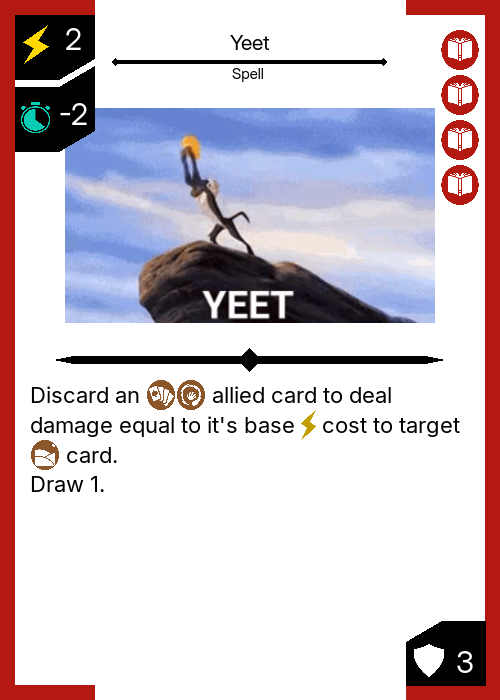 2
Yeet
Spell
-2
YEET
Discard an allied card to deal
damage equal to it's base cost to target
card.
Draw 1.
3